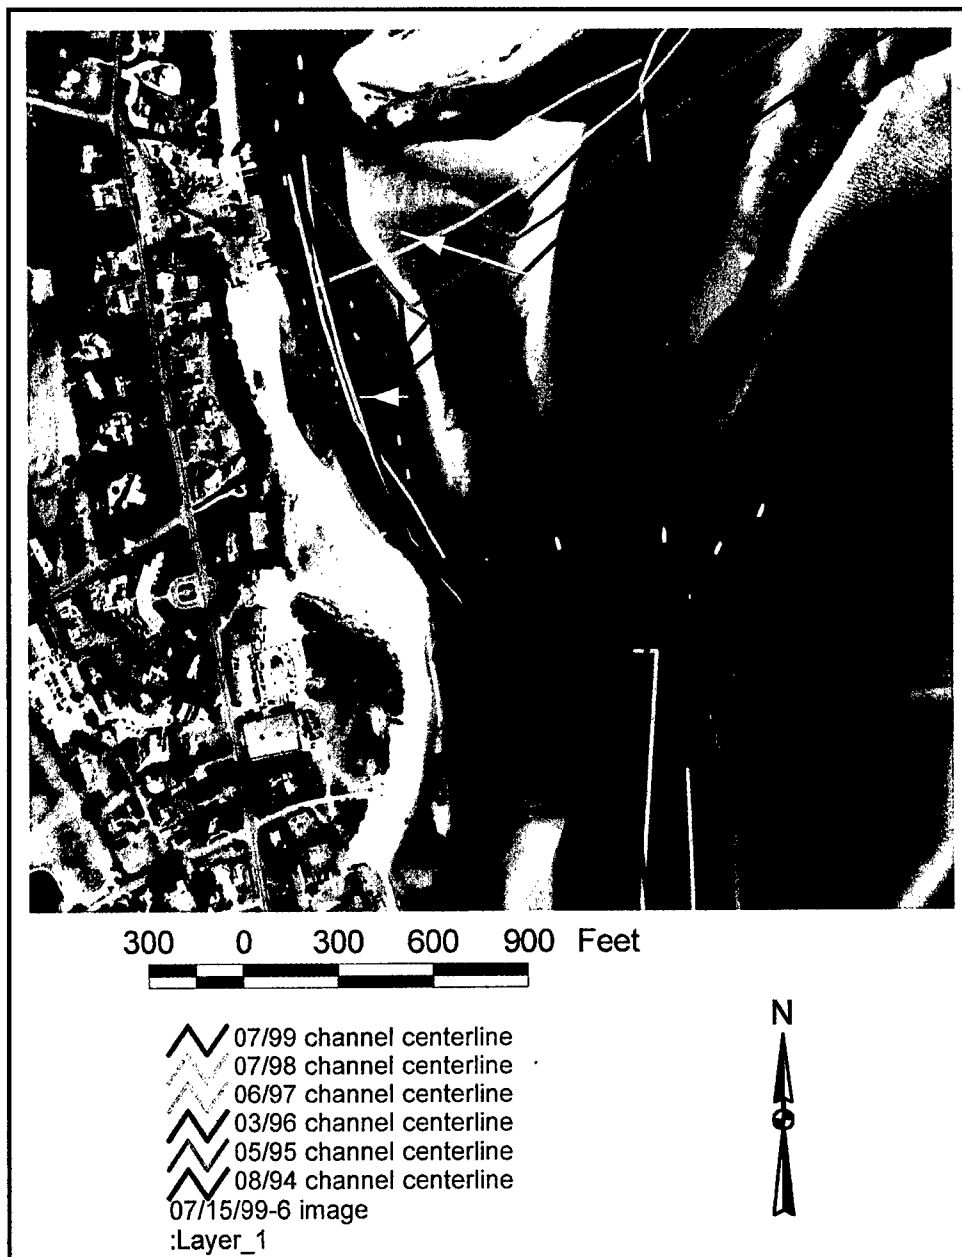 300 0 300 600 900 Feet
N
07/99 channel centerline
07/98 channel centerline
06/97 channel centerline
03/96 channel centerline
05/95 channel centerline
08/94 channel centerline
07/15/99-6 image
:Layer_1